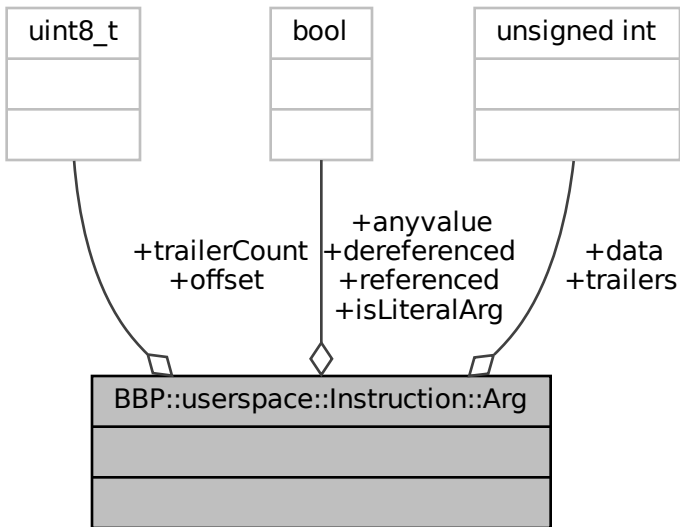 uint8_t
bool
unsigned int
+trailerCount
+offset
+anyvalue
+dereferenced
+referenced
+isLiteralArg
+data
+trailers
BBP::userspace::Instruction::Arg